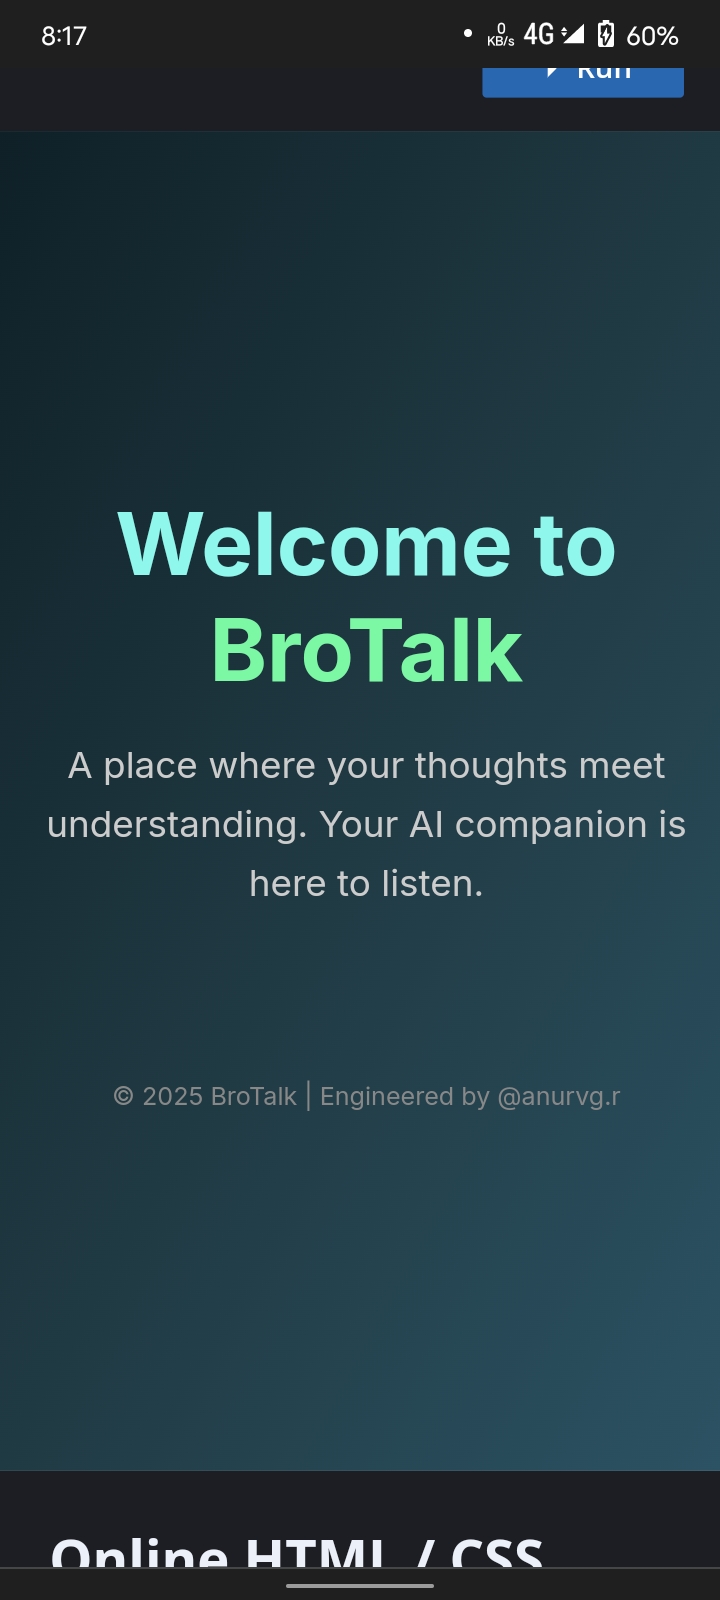 8:17
0
KB/s
4G
60%
Run
Welcome to
BroTalk
A place where your thoughts meet
understanding. Your AI companion is
here to listen.
© 2025 BroTalk | Engineered by @anurvg.r
Online HTML / CSS